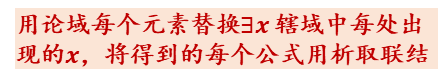 用论域每个元素替换∃x 辖域中每处出
现的x，将得到的每个公式用析取联结